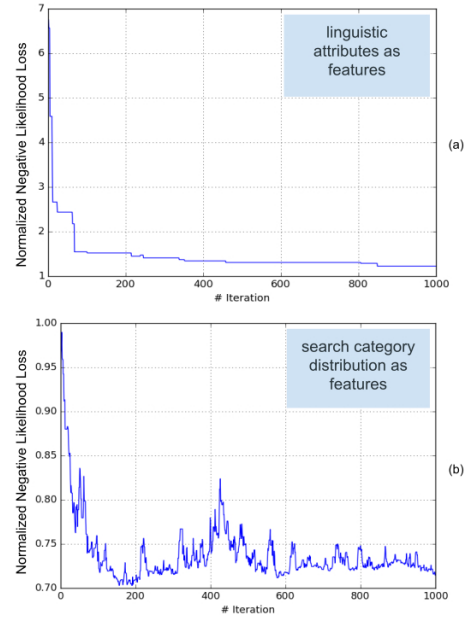 7
6
5
4
3
2
1
Normalized Negative Likelihood Loss
linguistic
attributes as
features
(a)
0 200 400 600 800 1000
# Iteration
1.00
0.95
0.90
0.85
0.80
0.75
0.70
Normalized Negative Likelihood Loss
search category
distribution as
features
(b)
0 200 400 600 800 1000
# Iteration